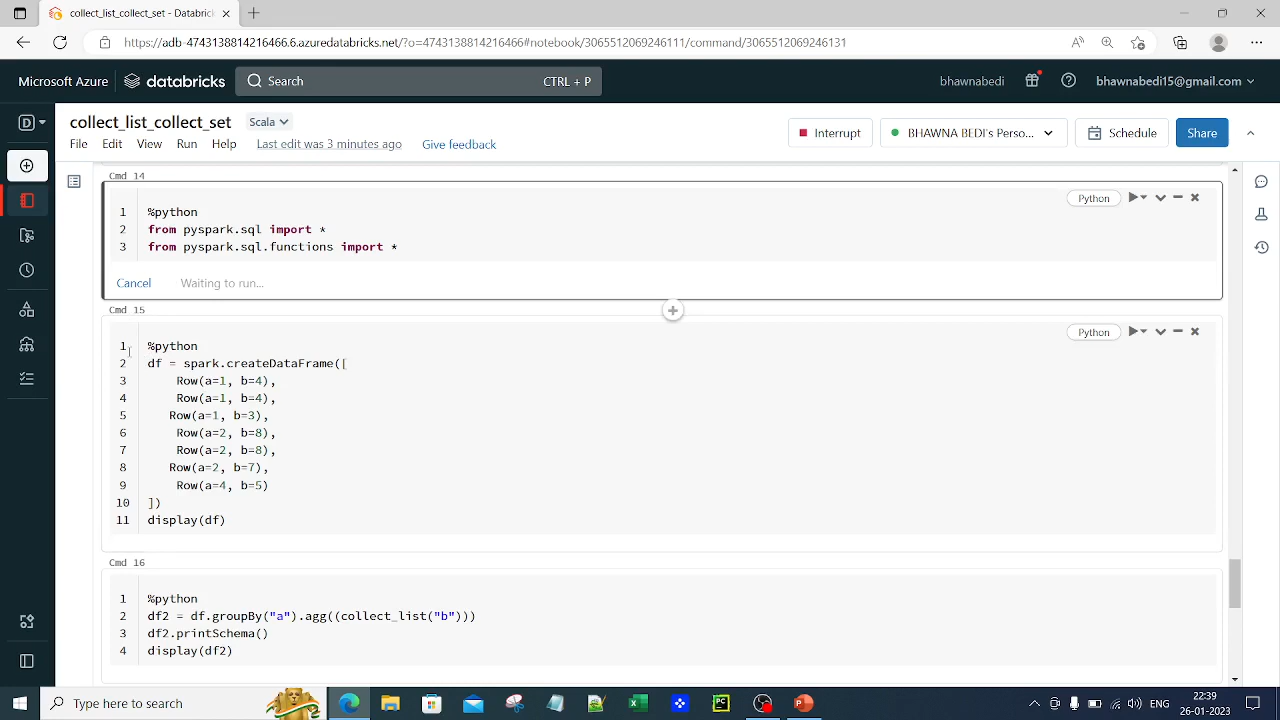 collect_list_collect_set - Databric
https://adb-4743138814216466.6.azuredatabricks.net/?o=4743138814216466#notebook/3065512069246111/command/3065512069246131
Microsoft Azure databricks Search CTRL + P bhawnabedi bhawnabedi15@gmail.com
D collect_list_collect_set Scala
File Edit View Run Help Last edit was 3 minutes ago Give feedback
Interrupt BHAWNA BEDI's Perso... Schedule Share
Cmd 14
Python
1 %python
2 from pyspark.sql import *
3 from pyspark.sql.functions import *
Cancel Waiting to run...
Cmd 15
Python
1 %python
2 df = spark.createDataFrame([
3 Row(a=1, b=4),
4 Row(a=1, b=4),
5 Row(a=1, b=3),
6 Row(a=2, b=8),
7 Row(a=2, b=8),
8 Row(a=2, b=7),
9 Row(a=4, b=5)
10 ])
11 display(df)
Cmd 16
1 %python
2 df2 = df.groupBy("a").agg((collect_list("b")))
3 df2.printSchema()
4 display(df2)
Type here to search
PC
ENG
22:39
26-01-2023